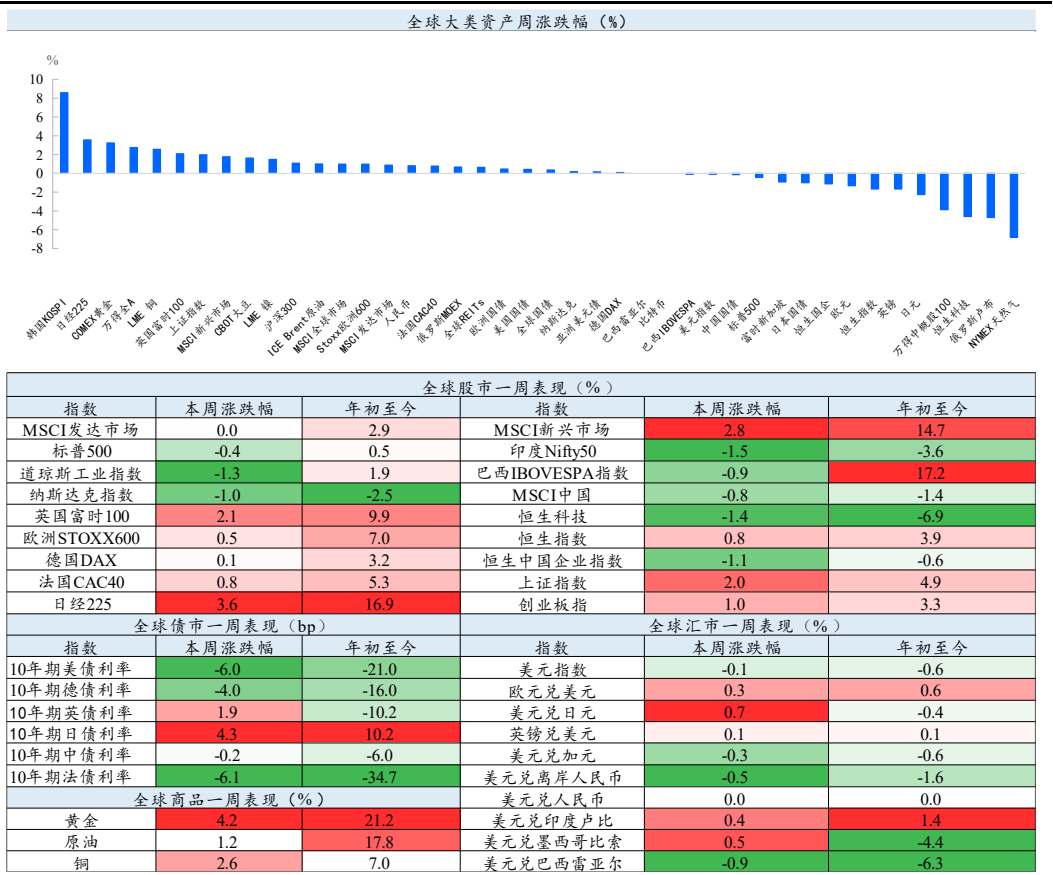 全球大类资产周涨跌幅（%）
%
10
8
6
4
2
0
-2
-4
-6
-8
韩国KOSPI
日经225
COMEX黄金
万得全A
LME 铜
英国富时100
上证指数
MSCI新兴市场
CBOT大豆
LME 镍
沪深300
ICE Brent原油
MSCI全球市场
Stoxx欧洲600
MSCI发达市场
人民币
法国CAC40
俄罗斯MOEX
全球REITs
欧洲国债
美国国债
全球国债
纳斯达克
亚洲美元债
德国DAX
巴西雷亚尔
比特币
巴西IBOVESPA
美元指数
中国国债
标普500
富时新加坡
日本国债
恒生国企
欧元
恒生指数
英镑
日元
万得中概股100
恒生科技
俄罗斯卢布
NYMEX天然气
全球股市一周表现（%）
指数 本周涨跌幅 年初至今 指数 本周涨跌幅 年初至今
MSCI发达市场 0.0 2.9 MSCI新兴市场 2.8 14.7
标普500 -0.4 0.5 印度Nifty50 -1.5 -3.6
道琼斯工业指数 -1.3 1.9 巴西IBOVESPA指数 -0.9 17.2
纳斯达克指数 -1.0 -2.5 MSCI中国 -0.8 -1.4
英国富时100 2.1 9.9 恒生科技 -1.4 -6.9
欧洲STOXX600 0.5 7.0 恒生指数 0.8 3.9
德国DAX 0.1 3.2 恒生中国企业指数 -1.1 -0.6
法国CAC40 0.8 5.3 上证指数 2.0 4.9
日经225 3.6 16.9 创业板指 1.0 3.3
全球债市一周表现（bp） 全球汇市一周表现（%）
指数 本周涨跌幅 年初至今 指数 本周涨跌幅 年初至今
10年期美债利率 -6.0 -21.0 美元指数 -0.1 -0.6
10年期德债利率 -4.0 -16.0 欧元兑美元 0.3 0.6
10年期英债利率 1.9 -10.2 美元兑日元 0.7 -0.4
10年期日债利率 4.3 10.2 英镑兑美元 0.1 0.1
10年期中债利率 -0.2 -6.0 美元兑加元 -0.3 -0.6
10年期法债利率 -6.1 -34.7 美元兑离岸人民币 -0.5 -1.6
全球商品一周表现（%） 美元兑人民币 0.0 0.0
黄金 4.2 21.2 美元兑印度卢比 0.4 1.4
原油 1.2 17.8 美元兑墨西哥比索 0.5 -4.4
铜 2.6 7.0 美元兑巴西雷亚尔 -0.9 -6.3